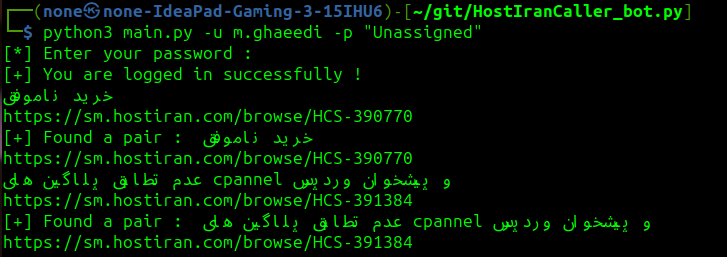 ┌──(none㉿none-IdeaPad-Gaming-3-15IHU6)-[~/git/HostIranCaller_bot.py]
└─$ python3 main.py -u m.ghaeedi -p "Unassigned"
[*] Enter your password :
[+] You are logged in successfully !
خرید ناموفق
https://sm.hostiran.com/browse/HCS-390770
[+] Found a pair :  خرید ناموفق
https://sm.hostiran.com/browse/HCS-390770
عدم تطابق پلاگین های cpannel و پیشخوان وردپرس
https://sm.hostiran.com/browse/HCS-391384
[+] Found a pair :  عدم تطابق پلاگین های cpannel و پیشخوان وردپرس
https://sm.hostiran.com/browse/HCS-391384